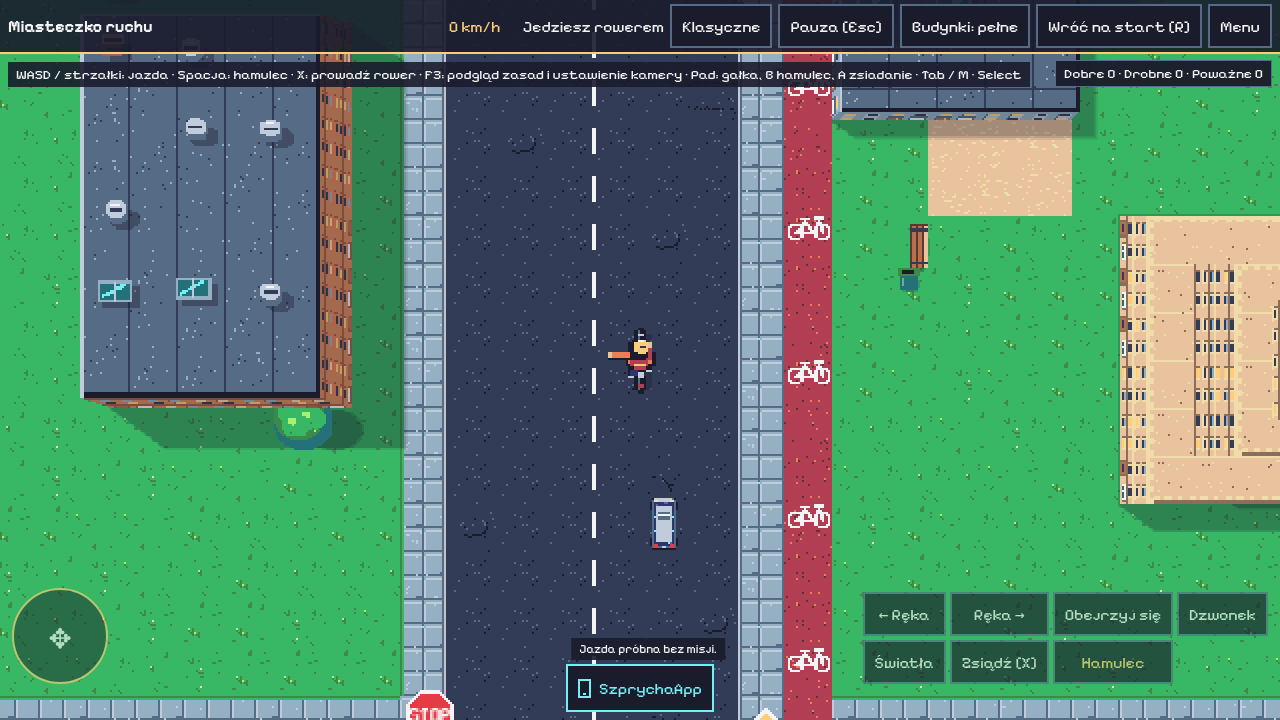 Miasteczko ruchu
0 km/h
Jedziesz rowerem
Klasyczne
Pauza (Esc)
Budynki: pełne
Wróć na start (R)
Menu
WASD / strzałki: jazda · Spacja: hamulec · X: prowadź rower · F3: podgląd zasad i ustawienie kamery · Pad: gałka, B hamulec, A zsiadanie · Tab / M · Select
Dobre 0 · Drobne 0 · Poważne 0
← Ręka
Ręka →
Obejrzyj się
Dzwonek
Światła
Zsiądź (X)
Hamulec
Jazda próbna bez misji.
SzprychaApp
STOP